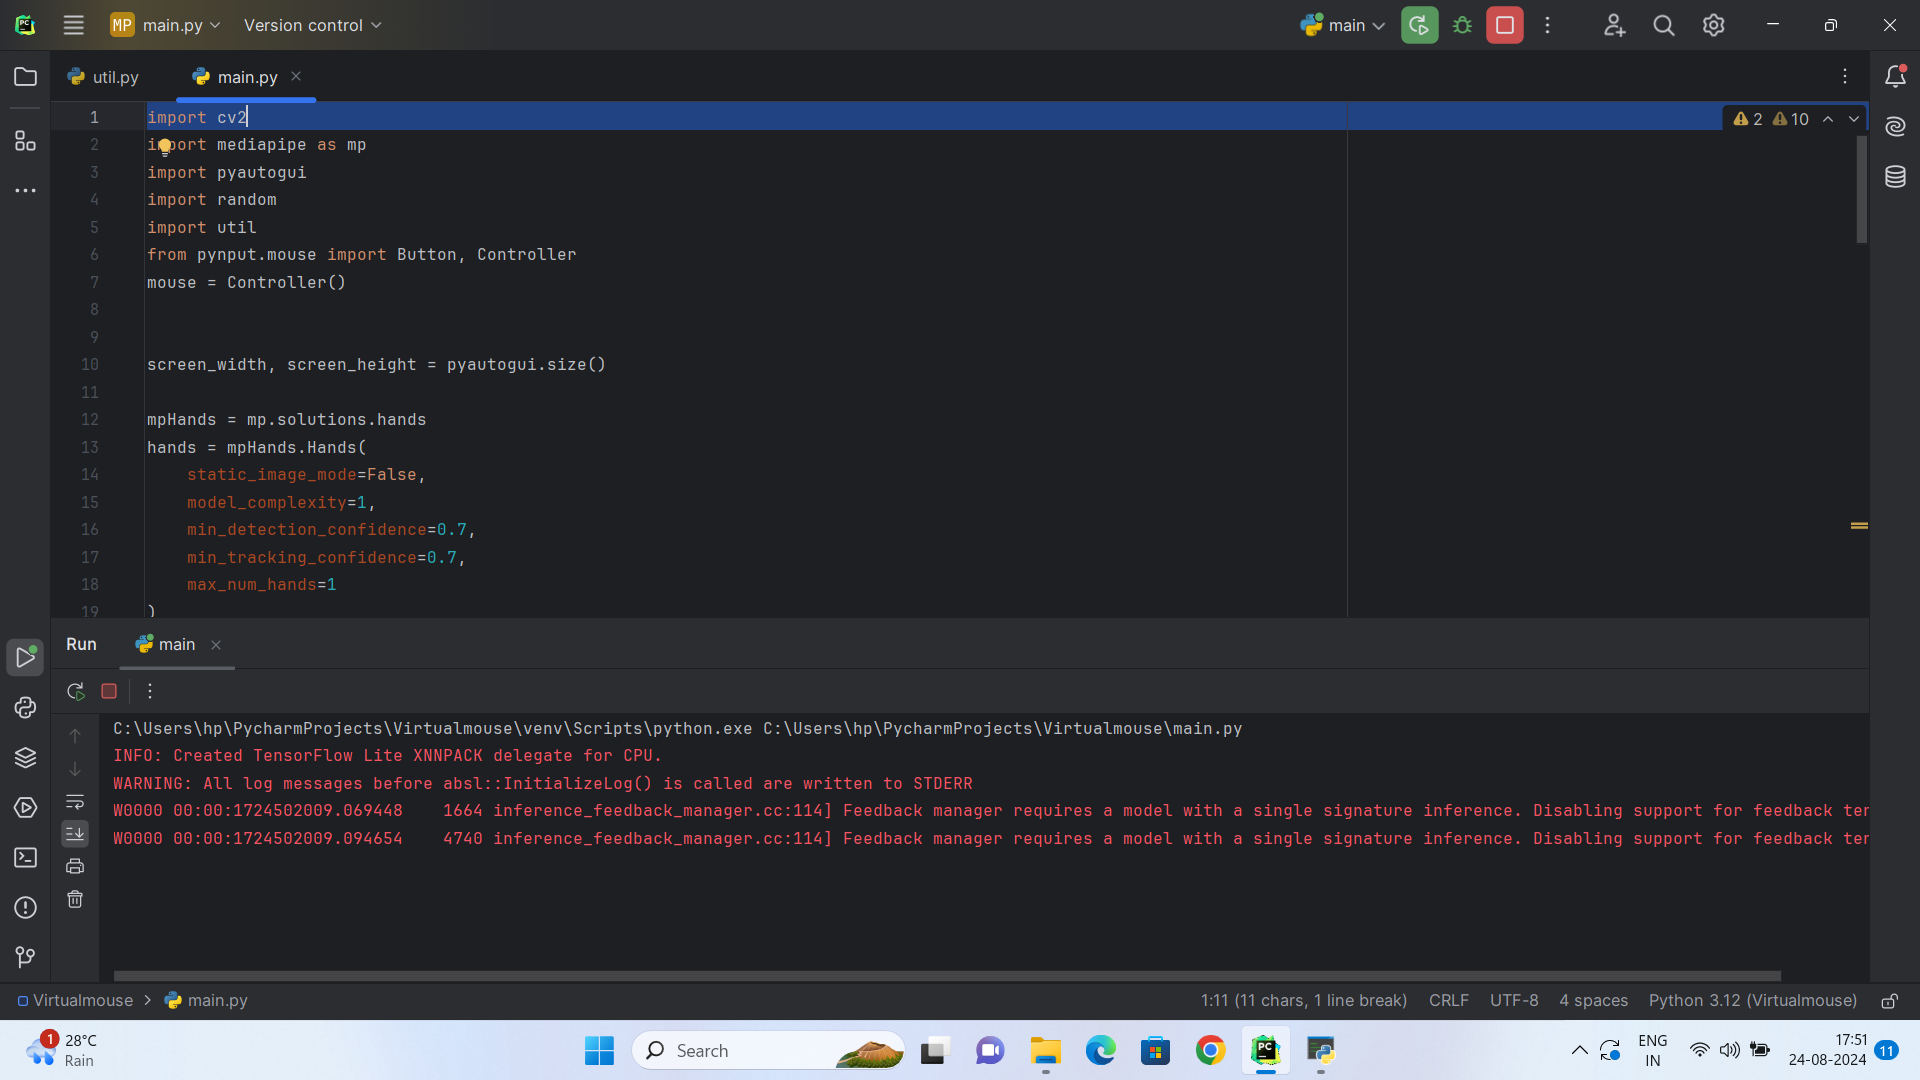 MP main.py Version control main
util.py main.py
1 import cv2 2 10
2 import mediapipe as mp
3 import pyautogui
4 import random
5 import util
6 from pynput.mouse import Button, Controller
7 mouse = Controller()
8
9
10 screen_width, screen_height = pyautogui.size()
11
12 mpHands = mp.solutions.hands
13 hands = mpHands.Hands(
14 static_image_mode=False,
15 model_complexity=1,
16 min_detection_confidence=0.7,
17 min_tracking_confidence=0.7,
18 max_num_hands=1
19 )
Run main
C:\Users\hp\PycharmProjects\Virtualmouse\venv\Scripts\python.exe C:\Users\hp\PycharmProjects\Virtualmouse\main.py
INFO: Created TensorFlow Lite XNNPACK delegate for CPU.
WARNING: All log messages before absl::InitializeLog() is called are written to STDERR
W0000 00:00:1724502009.069448    1664 inference_feedback_manager.cc:114] Feedback manager requires a model with a single signature inference. Disabling support for feedback ten
W0000 00:00:1724502009.094654    4740 inference_feedback_manager.cc:114] Feedback manager requires a model with a single signature inference. Disabling support for feedback ten
Virtualmouse > main.py 1:11 (11 chars, 1 line break) CRLF UTF-8 4 spaces Python 3.12 (Virtualmouse)
1 28°C
Rain
Search
PC
ENG
IN
17:51
24-08-2024
11